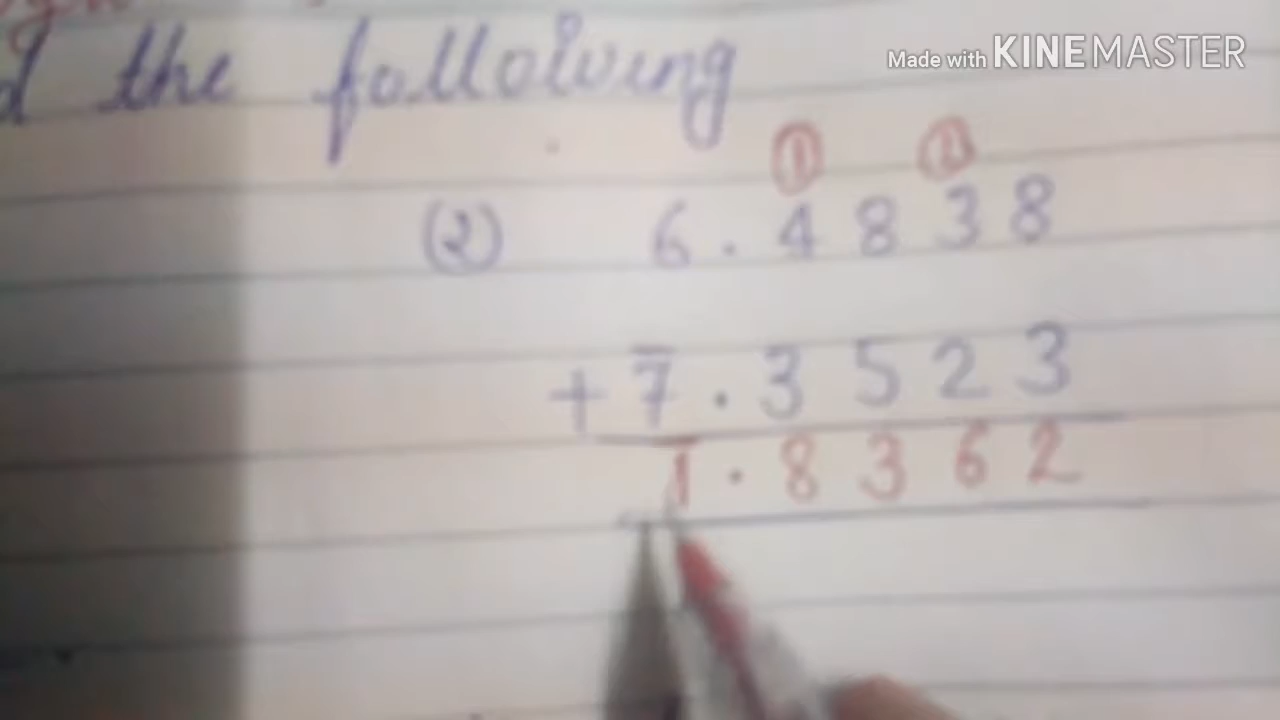 Made with KINEMASTER
d the following
① ①
(2) 6.4838
+ 7̅.3523
1̅.8362